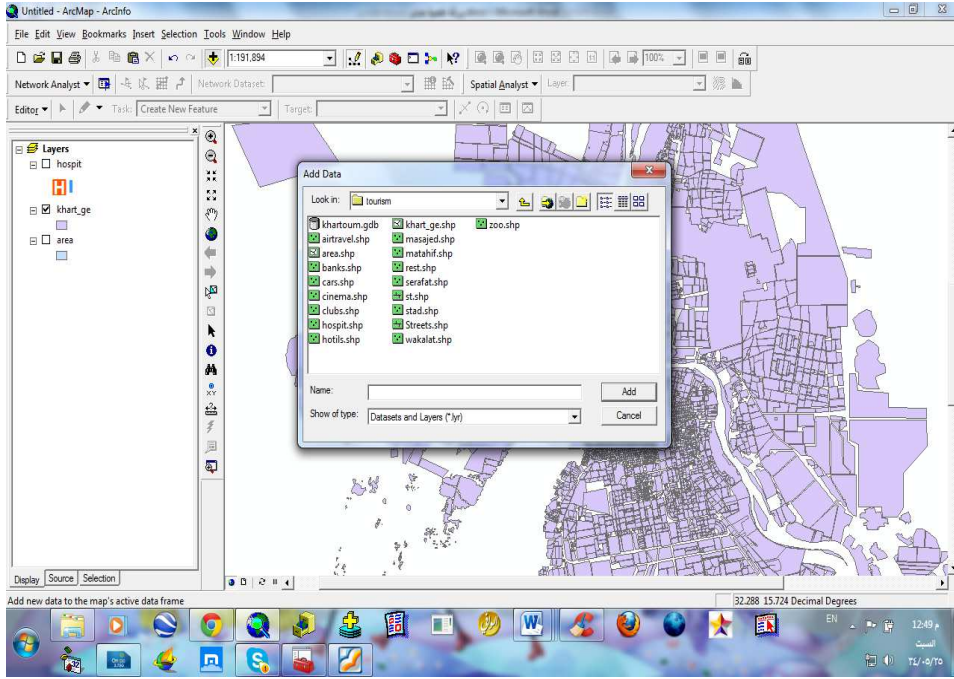 Untitled - ArcMap - ArcInfo
File Edit View Bookmarks Insert Selection Tools Window Help
1:191,894
100%
Network Analyst
Network Dataset:
Spatial Analyst
Layer:
Editor
Task: Create New Feature
Target:
Layers
hospit
H
khart_ge
area
Add Data
Look in: tourism
khartoum.gdb khart_ge.shp zoo.shp
airtravel.shp masajed.shp
area.shp matahif.shp
banks.shp rest.shp
cars.shp serafat.shp
cinema.shp st.shp
clubs.shp stad.shp
hospit.shp Streets.shp
hotils.shp wakalat.shp
Name:
Add
Show of type: Datasets and Layers (*.lyr)
Cancel
XY
Display Source Selection
Add new data to the map's active data frame
32.288 15.724 Decimal Degrees
EN
12:49 م
السبت
٣٤/٠٥/٢٥